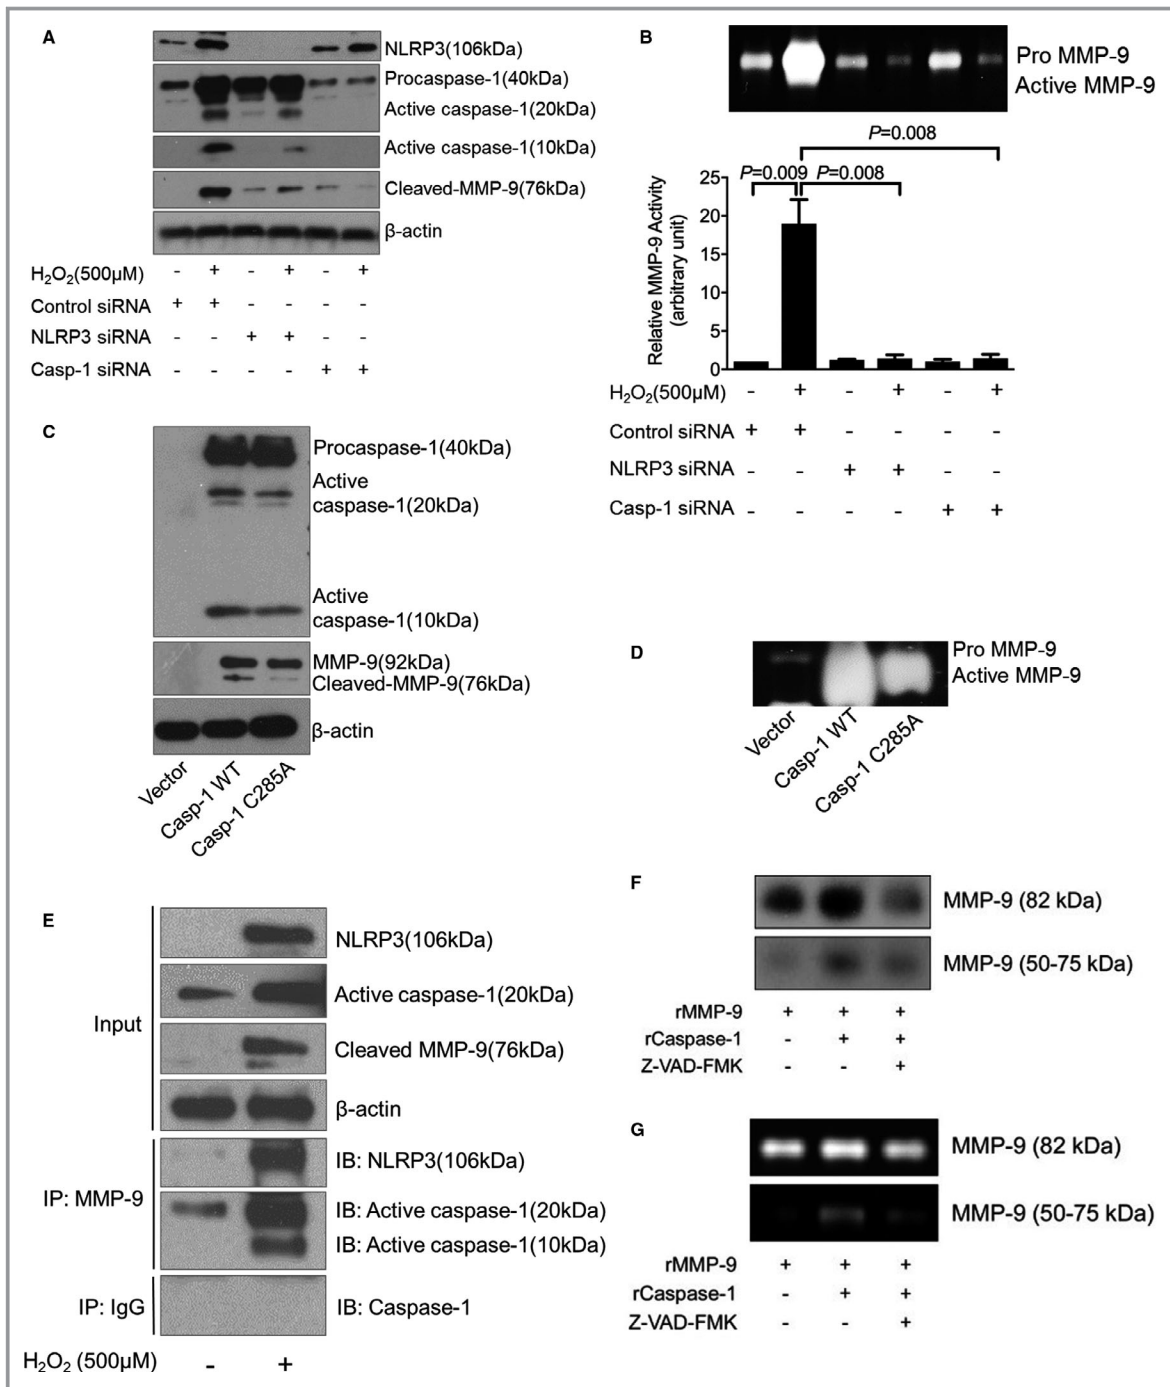 A
NLRP3(106kDa)
Procaspase-1(40kDa)
Active caspase-1(20kDa)
Active caspase-1(10kDa)
Cleaved-MMP-9(76kDa)
β-actin
H₂O₂(500µM) - + - + - +
Control siRNA + + - - - -
NLRP3 siRNA - - + + - -
Casp-1 siRNA - - - - + +
B
Pro MMP-9
Active MMP-9
P=0.008
P=0.009 P=0.008
Relative MMP-9 Activity
(arbitrary unit)
25
20
15
10
5
0
H₂O₂(500µM) - + - + - +
Control siRNA + + - - - -
NLRP3 siRNA - - + + - -
Casp-1 siRNA - - - - + +
C
Procaspase-1(40kDa)
Active
caspase-1(20kDa)
Active
caspase-1(10kDa)
MMP-9(92kDa)
Cleaved-MMP-9(76kDa)
β-actin
Vector
Casp-1 WT
Casp-1 C285A
D
Pro MMP-9
Active MMP-9
Vector
Casp-1 WT
Casp-1 C285A
E
Input
NLRP3(106kDa)
Active caspase-1(20kDa)
Cleaved MMP-9(76kDa)
β-actin
IP: MMP-9
IB: NLRP3(106kDa)
IB: Active caspase-1(20kDa)
IB: Active caspase-1(10kDa)
IP: IgG
IB: Caspase-1
H₂O₂ (500µM) - +
F
MMP-9 (82 kDa)
MMP-9 (50-75 kDa)
rMMP-9 + + +
rCaspase-1 - + +
Z-VAD-FMK - - +
G
MMP-9 (82 kDa)
MMP-9 (50-75 kDa)
rMMP-9 + + +
rCaspase-1 - + +
Z-VAD-FMK - - +